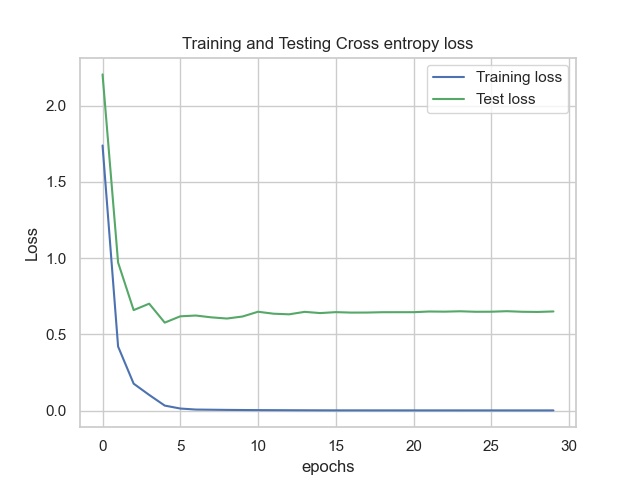 Training and Testing Cross entropy loss
Training loss
Test loss
2.0
1.5
1.0
0.5
0.0
Loss
0 5 10 15 20 25 30
epochs